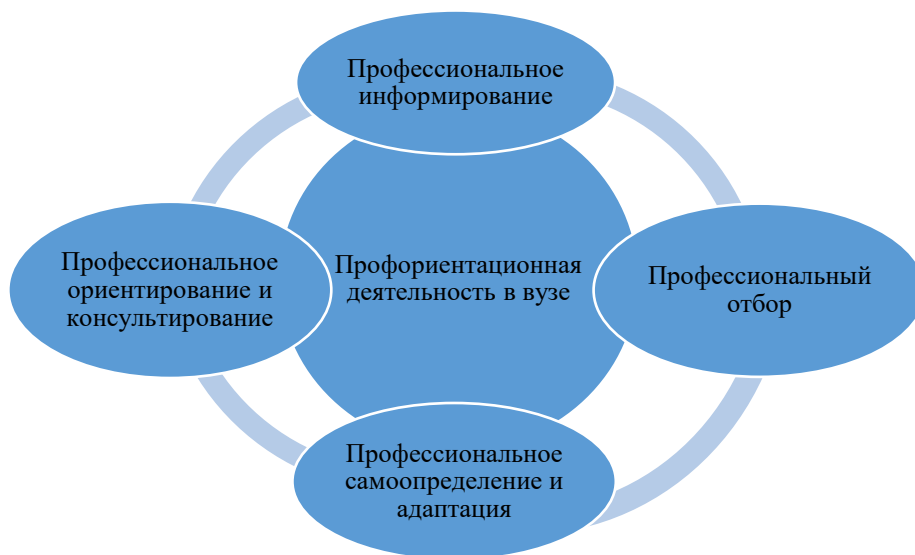 Профессиональное
информирование
Профессиональное
ориентирование и
консультирование
Профориентационная
деятельность в вузе
Профессиональный
отбор
Профессиональное
самоопределение и
адаптация